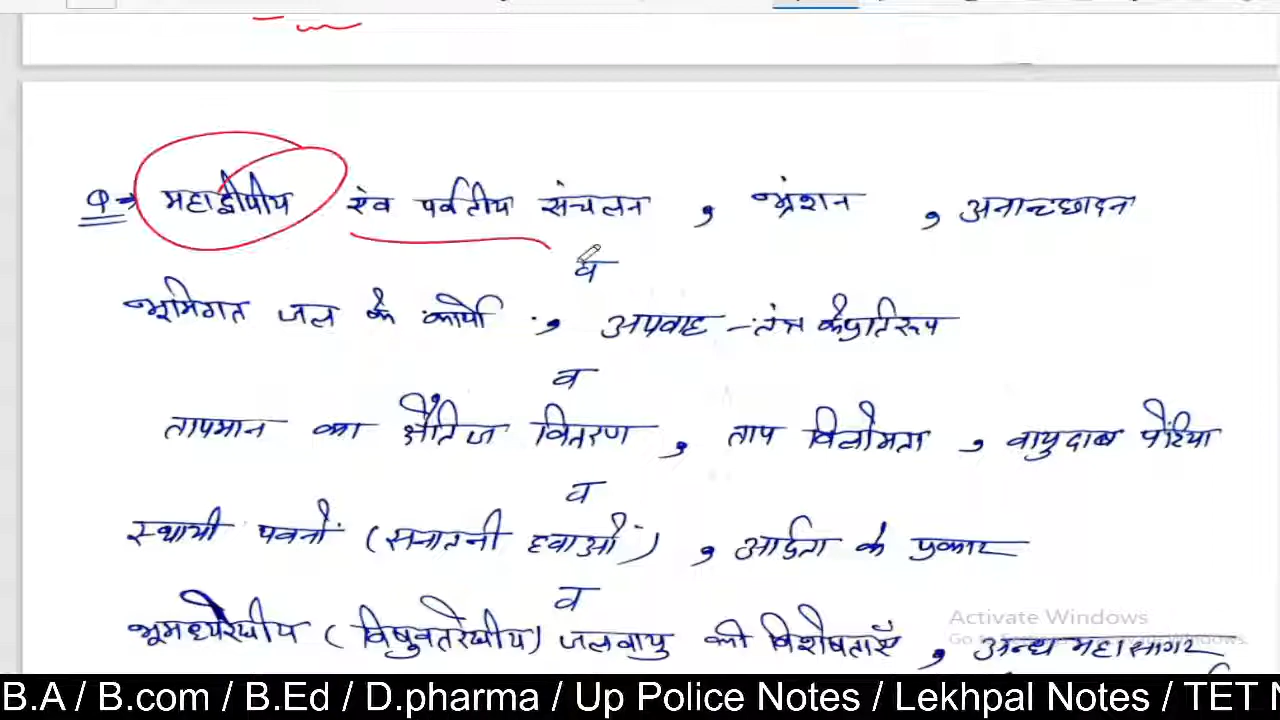 Q→ महाद्वीपीय एंव पर्वतीय संचलन , भ्रंशन , अनाच्छादन
व
भूमिगत जल के कार्यो , अपवाह - तंत्र के प्रतिरूप
व
तापमान का क्षैतिज वितरण , ताप विलोमता , वायुदाब पेटिया
व
स्थायी पवनों (सनातनी हवाओं) , आर्द्रता के प्रकार
व
भूमध्यरेखीय (विषुवतरेखीय) जलवायु की विशेषताएँ , अन्ध महासागर
Activate Windows
B.A / B.com / B.Ed / D.pharma / Up Police Notes / Lekhpal Notes / TET N